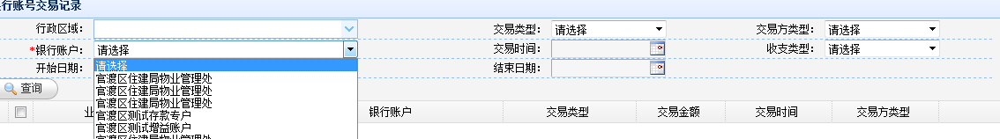 行账号交易记录
行政区域： 交易类型： 请选择 交易方类型： 请选择
*银行账户： 请选择 交易时间： 收支类型： 请选择
开始日期： 请选择 结束日期：
官渡区住建局物业管理处
查询 官渡区住建局物业管理处
官渡区住建局物业管理处
业 官渡区测试存款专户 银行账户 交易类型 交易金额 交易时间 交易方类型
官渡区测试增益账户
官渡区住建局物业管理处